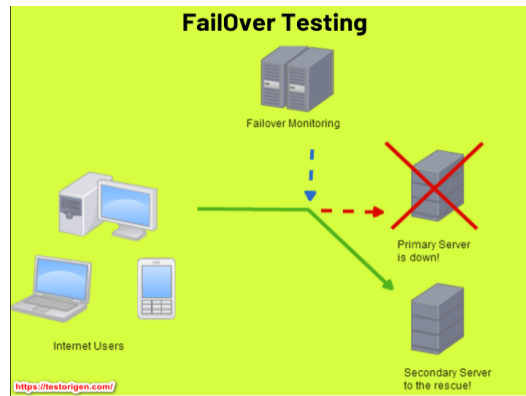 FailOver Testing
Failover Monitoring
Primary Server
is down!
Internet Users
Secondary Server
to the rescue!
https://testorigen.com/